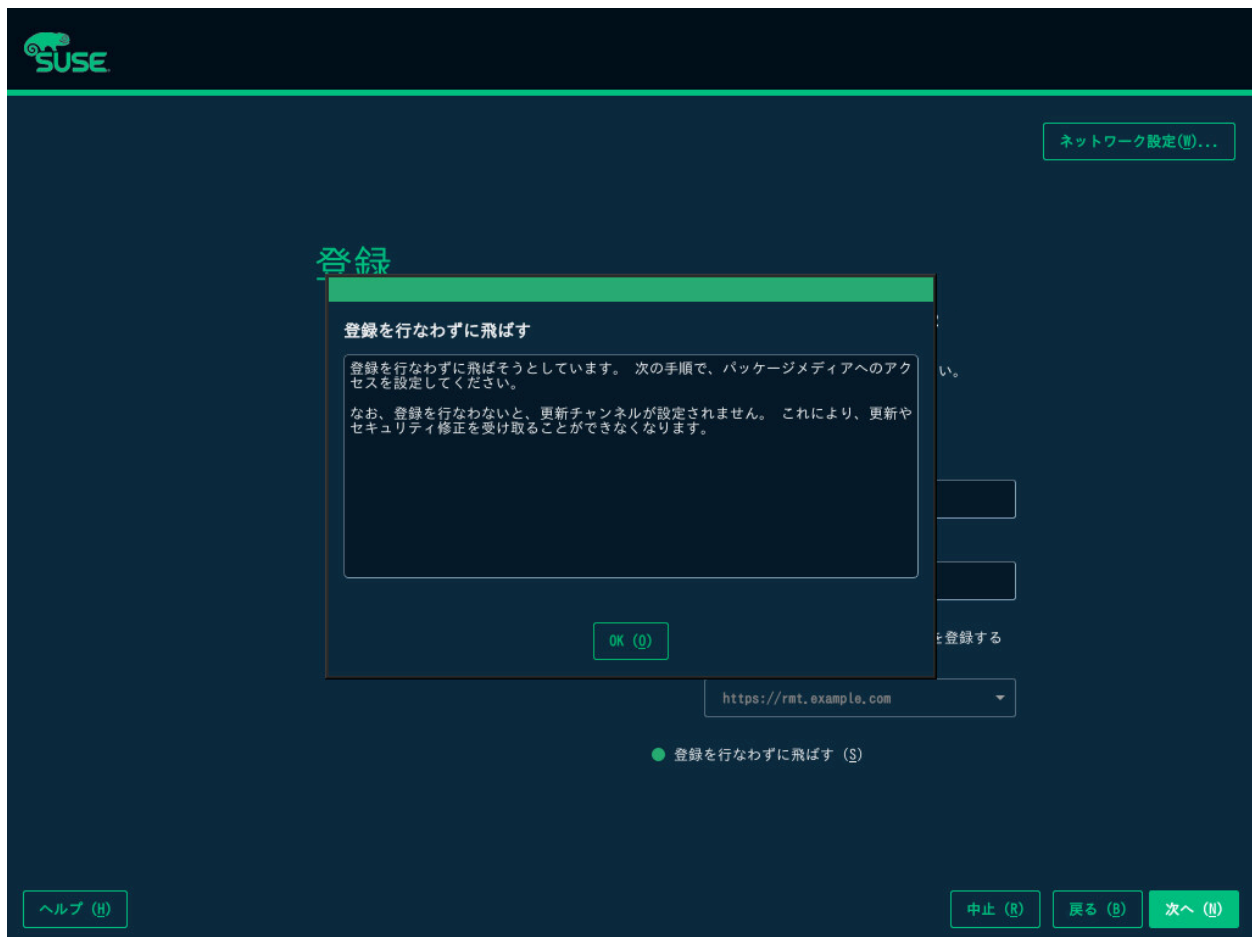 SUSE.
ネットワーク設定(W)...
登録
登録を行なわずに飛ばす
登録を行なわずに飛ばそうとしています。 次の手順で、パッケージメディアへのアク
セスを設定してください。
い。
なお、登録を行なわないと、更新チャンネルが設定されません。 これにより、更新や
セキュリティ修正を受け取ることができなくなります。
OK (O)
を登録する
https://rmt.example.com
登録を行なわずに飛ばす (S)
ヘルプ (H)
中止 (R)
戻る (B)
次へ (N)